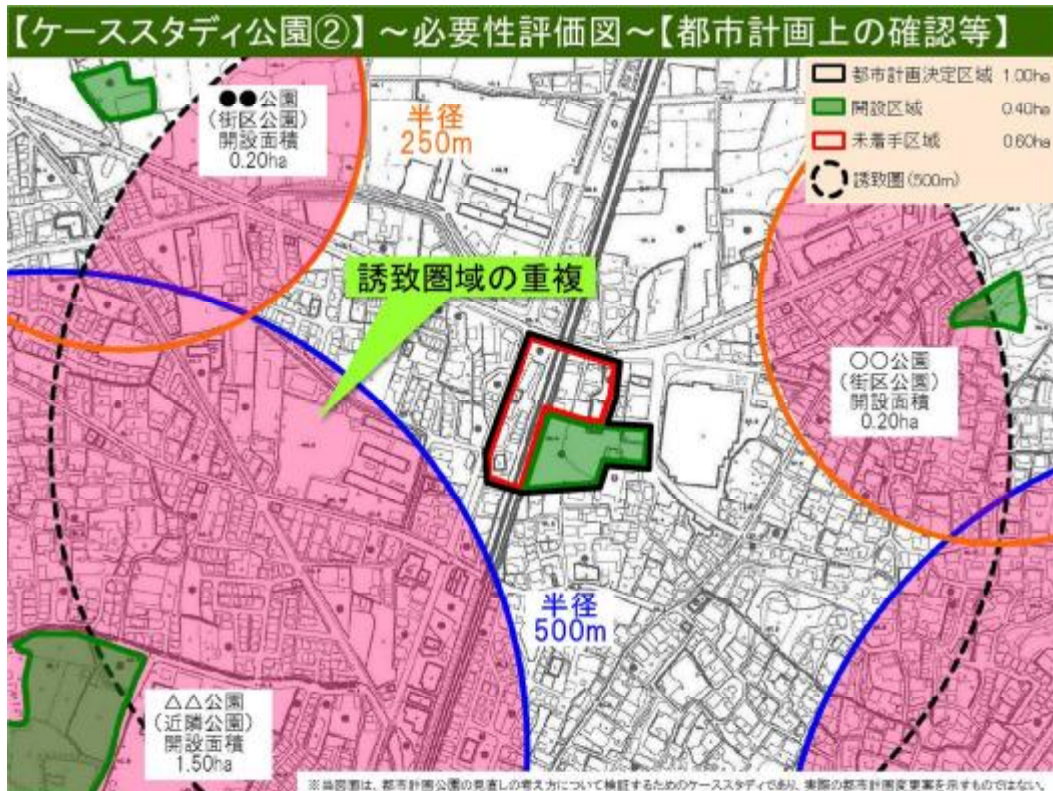 【ケーススタディ公園②】～必要性評価図～【都市計画上の確認等】
●●公園
(街区公園)
開設面積
0.20ha
半径
250m
都市計画決定区域 1.00ha
開設区域 0.40ha
未着手区域 0.60ha
誘致圏(500m)
誘致圏域の重複
○○公園
(街区公園)
開設面積
0.20ha
半径
500m
△△公園
(近隣公園)
開設面積
1.50ha
※当図面は、都市計画公園の見直しの考え方について検証するためのケーススタディであり、実際の都市計画変更案を示すものではない。